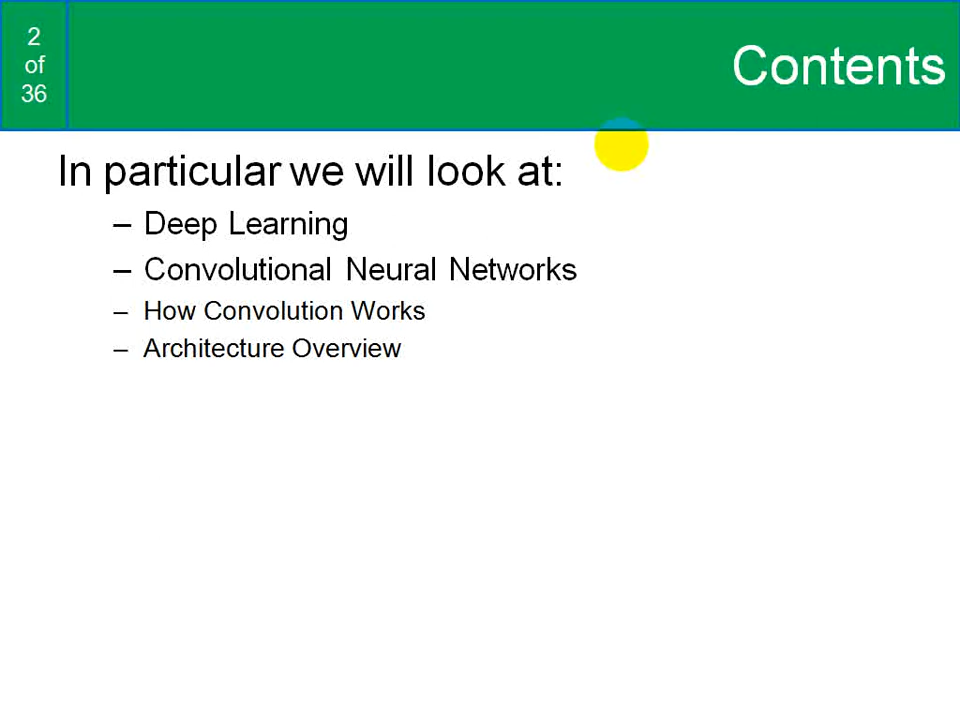 2
of
36
Contents
In particular we will look at:
– Deep Learning
– Convolutional Neural Networks
– How Convolution Works
– Architecture Overview